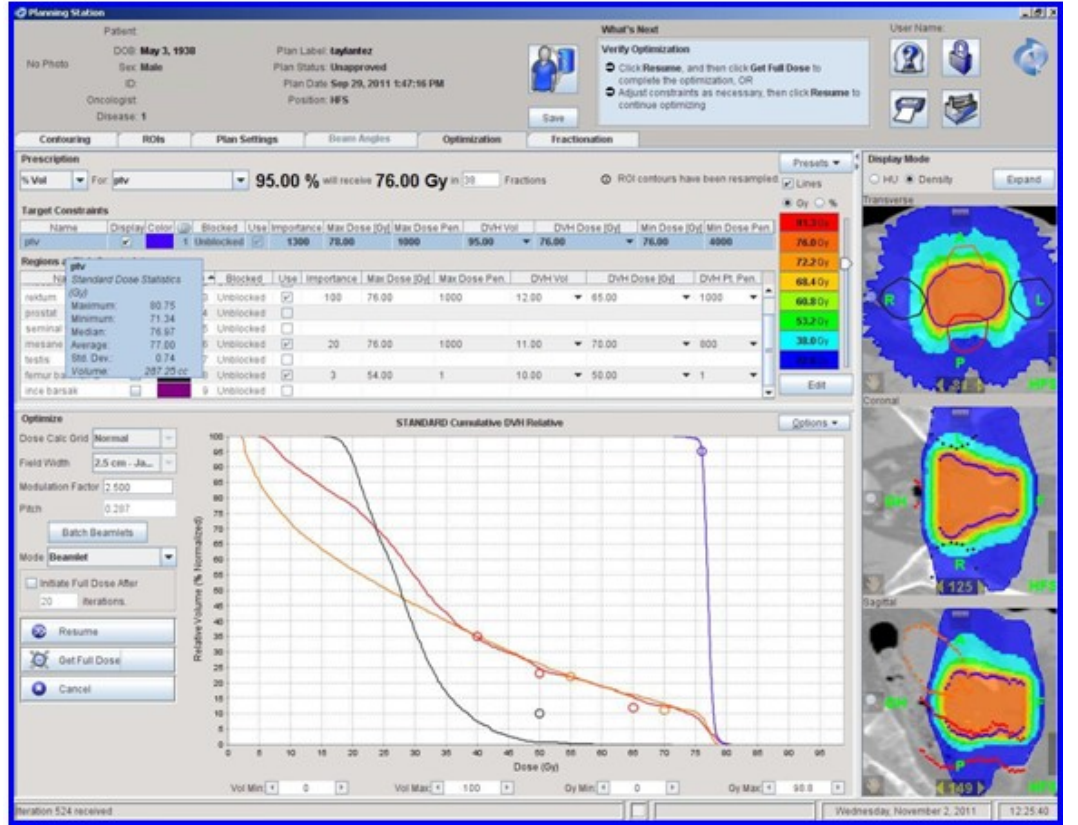 Planning Station
Patient:
DOB: May 3, 1938
Sex: Male
ID:
Oncologist:
Disease: 1
No Photo
Plan Label: taylantez
Plan Status: Unapproved
Plan Date Sep 29, 2011 1:47:16 PM
Position: HFS
Save
What's Next
Verify Optimization
Click Resume, and then click Get Full Dose to
complete the optimization, OR
Adjust constraints as necessary, then click Resume to
continue optimizing
User Name:
Contouring ROIs Plan Settings Beam Angles Optimization Fractionation
Prescription
% Vol For: ptv 95.00 % will receive 76.00 Gy in 38 Fractions
ROI contours have been resampled.
Presets
Lines
Gy %
Target Constraints
Name Display Color Blocked Use Importance Max Dose [Gy] Max Dose Pen. DVH Vol DVH Dose [Gy] Min Dose [Gy] Min Dose Pen.
ptv 1 Unblocked 1300 78.00 1000 95.00 76.00 76.00 4000
Regions
Blocked Use Importance Max Dose [Gy] Max Dose Pen. DVH Vol DVH Dose [Gy] DVH Pt. Pen.
rektum 3 Unblocked 100 76.00 1000 12.00 65.00 1000
prostat 4 Unblocked
seminal 5 Unblocked
mesane 6 Unblocked 20 76.00 1000 11.00 70.00 800
testis 7 Unblocked
femur ba 8 Unblocked 3 54.00 1 10.00 50.00 1
ince barsak 9 Unblocked
ptv
Standard Dose Statistics
(Gy)
Maximum: 80.75
Minimum: 71.34
Median: 76.97
Average: 77.00
Std. Dev.: 0.74
Volume: 287.25 cc
76.0 Gy
72.2 Gy
68.4 Gy
60.8 Gy
53.2 Gy
38.0 Gy
Edit
Optimize
Dose Calc Grid Normal
Field Width 2.5 cm - Ja...
Modulation Factor 2.500
Pitch 0.287
Batch Beamlets
Mode Beamlet
Initiate Full Dose After
20 iterations.
Resume
Get Full Dose
Cancel
STANDARD Cumulative DVH Relative
Options
Relative Volume (% Normalized)
100
95
90
85
80
75
70
65
60
55
50
45
40
35
30
25
20
15
10
5
0
0 5 10 15 20 25 30 35 40 45 50 55 60 65 70 75 80 85 90 95
Dose (Gy)
Vol Min: 0 Vol Max: 100 Gy Min: 0 Gy Max: 98.8
Display Mode
HU Density Expand
Transverse
A
R L
P
81
HFS
Coronal
L
R
125
HFS
Sagittal
A
P
149
HFS
Iteration 524 received
Wednesday, November 2, 2011 12:25:40